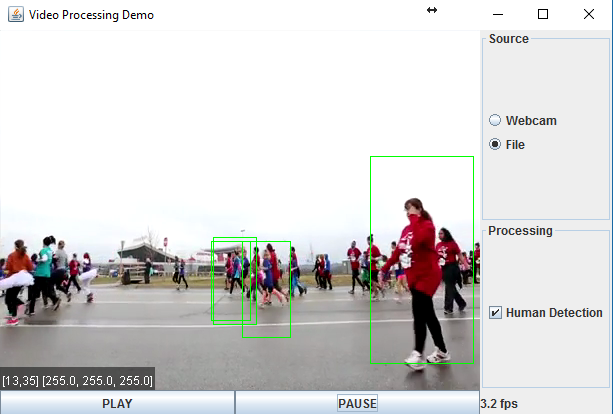 Video Processing Demo
Source
Webcam
File
Processing
Human Detection
[13,35] [255.0, 255.0, 255.0]
PLAY
PAUSE
3.2 fps